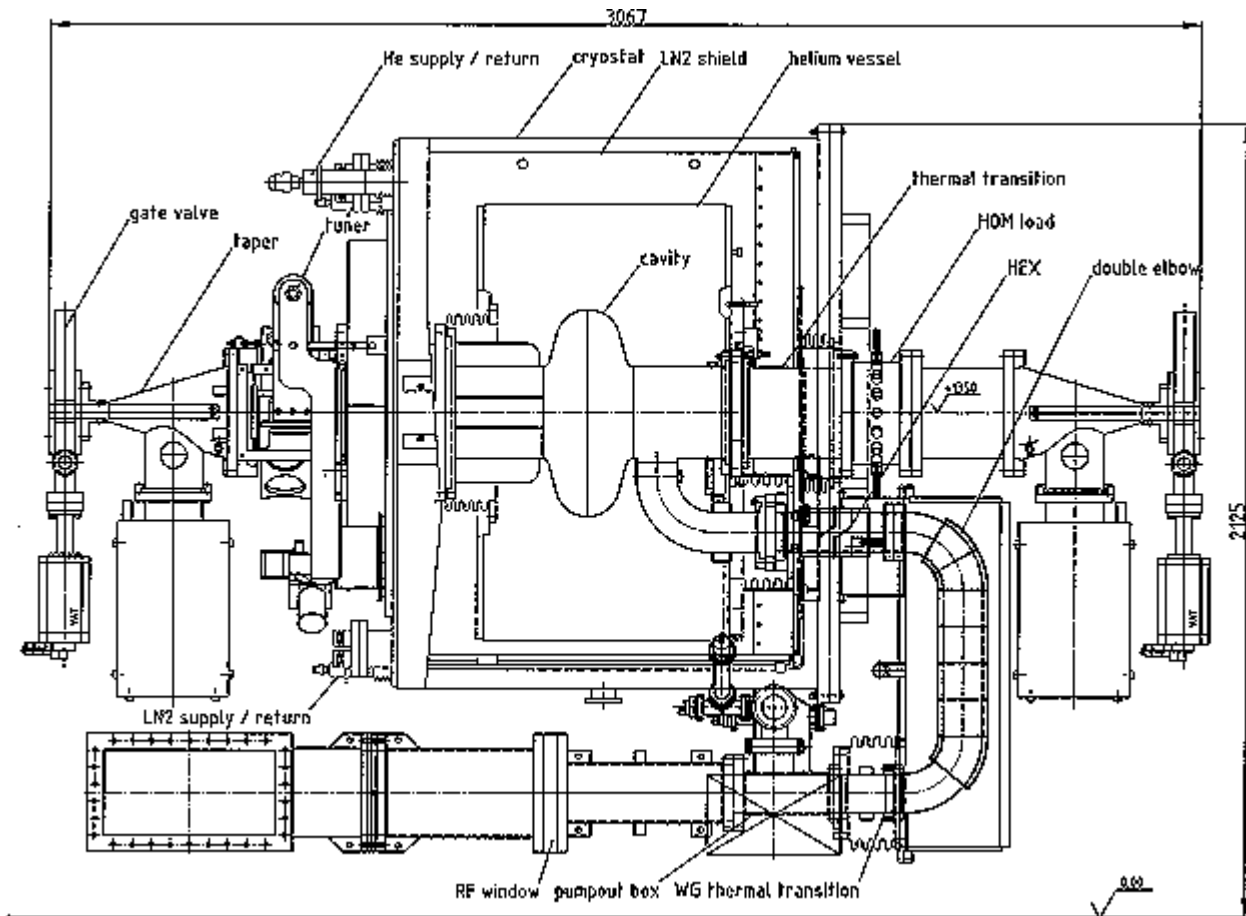 3067
He supply / return
cryostat
LN2 shield
helium vessel
thermal transition
gate valve
tuner
HOM load
taper
cavity
HEX
double elbow
+1350
2125
VAT
VAT
LN2 supply / return
RF window
pumpout box
WG thermal transition
0.00